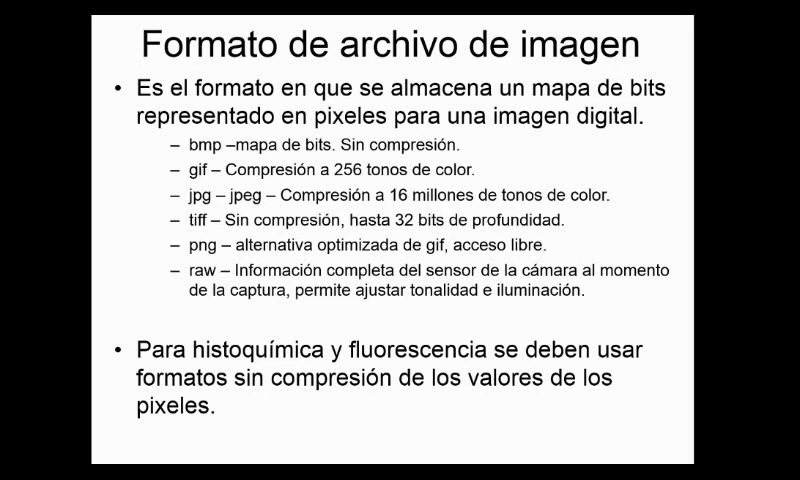 Formato de archivo de imagen
• Es el formato en que se almacena un mapa de bits
representado en pixeles para una imagen digital.
– bmp –mapa de bits. Sin compresión.
– gif – Compresión a 256 tonos de color.
– jpg – jpeg – Compresión a 16 millones de tonos de color.
– tiff – Sin compresión, hasta 32 bits de profundidad.
– png – alternativa optimizada de gif, acceso libre.
– raw – Información completa del sensor de la cámara al momento
de la captura, permite ajustar tonalidad e iluminación.
• Para histoquímica y fluorescencia se deben usar
formatos sin compresión de los valores de los
pixeles.